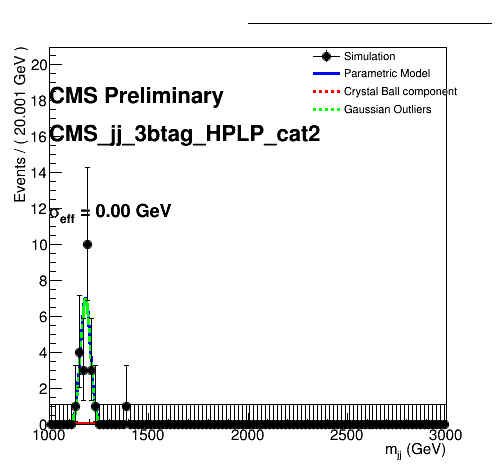 Simulation
Parametric Model
Crystal Ball component
Gaussian Outliers
CMS Preliminary
CMS_jj_3btag_HPLP_cat2
σeff = 0.00 GeV
Events / ( 20.001 GeV )
20
18
16
14
12
10
8
6
4
2
0
1000 1500 2000 2500 3000
mjj (GeV)